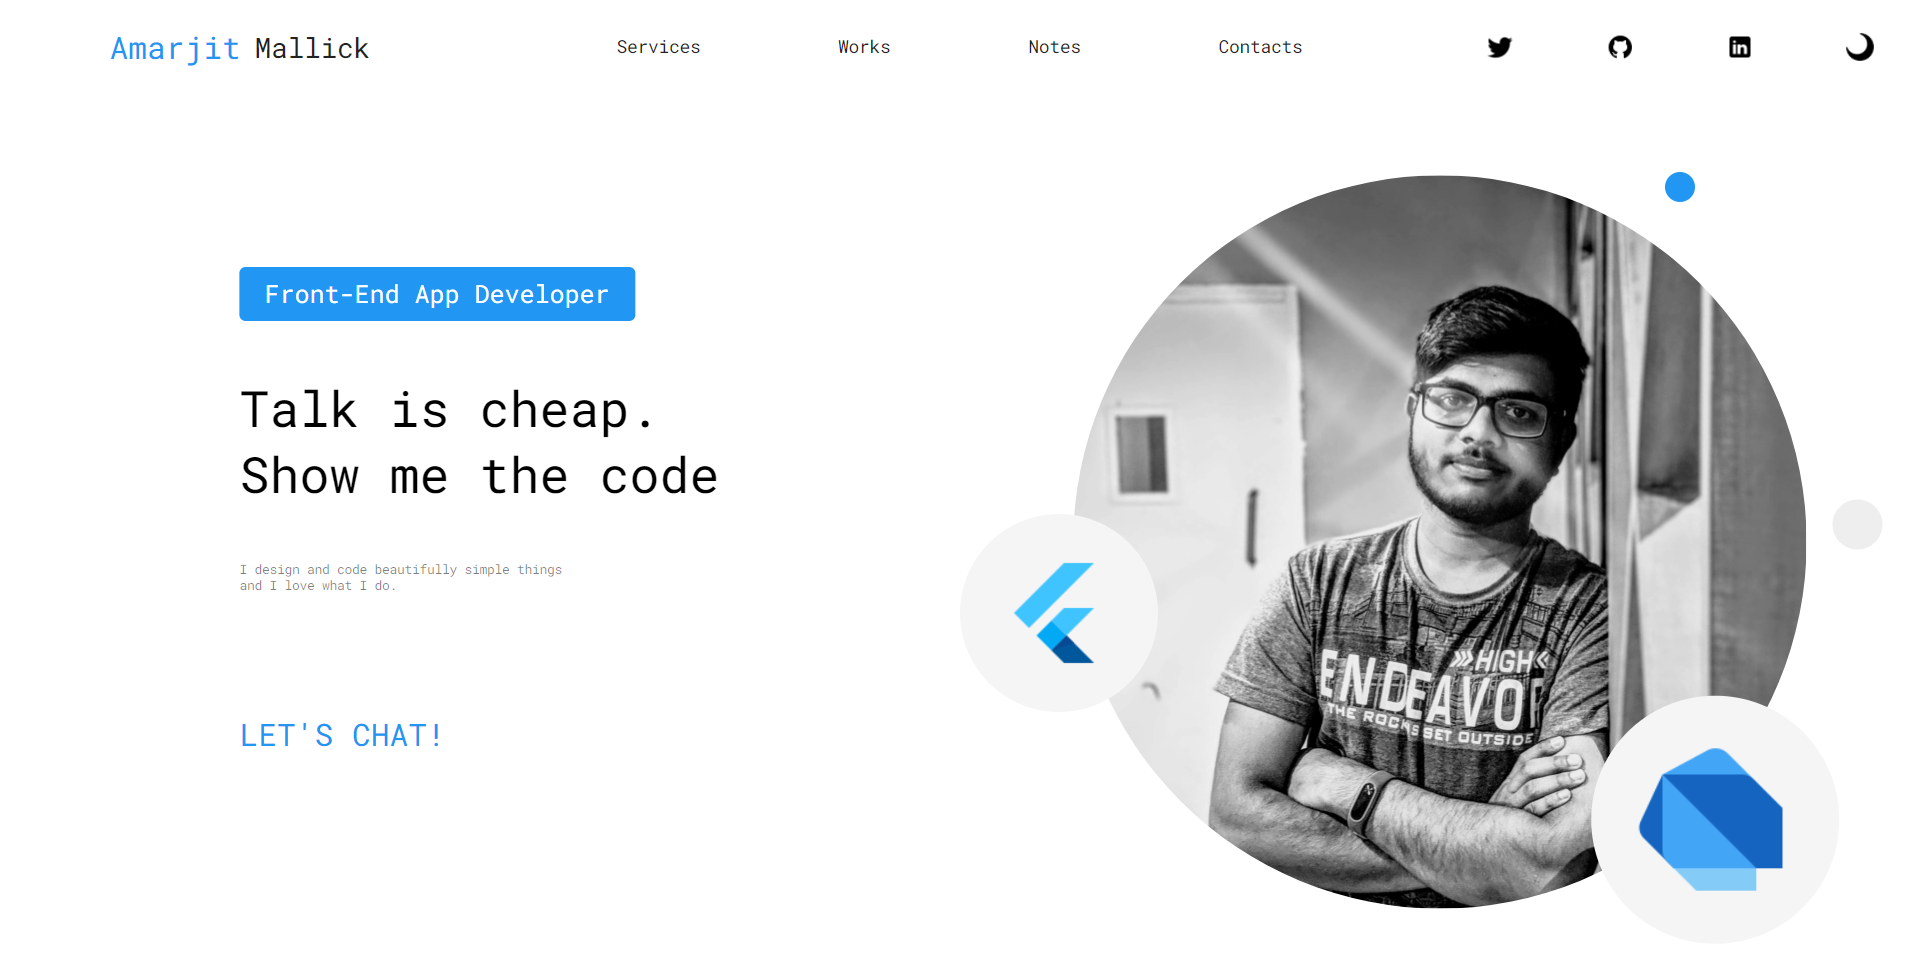 Amarjit Mallick
Services
Works
Notes
Contacts
Front-End App Developer
Talk is cheap.
Show me the code
I design and code beautifully simple things
and I love what I do.
LET'S CHAT!
HIGH
ENDEAVOR
THE ROCKS SET OUTSIDE